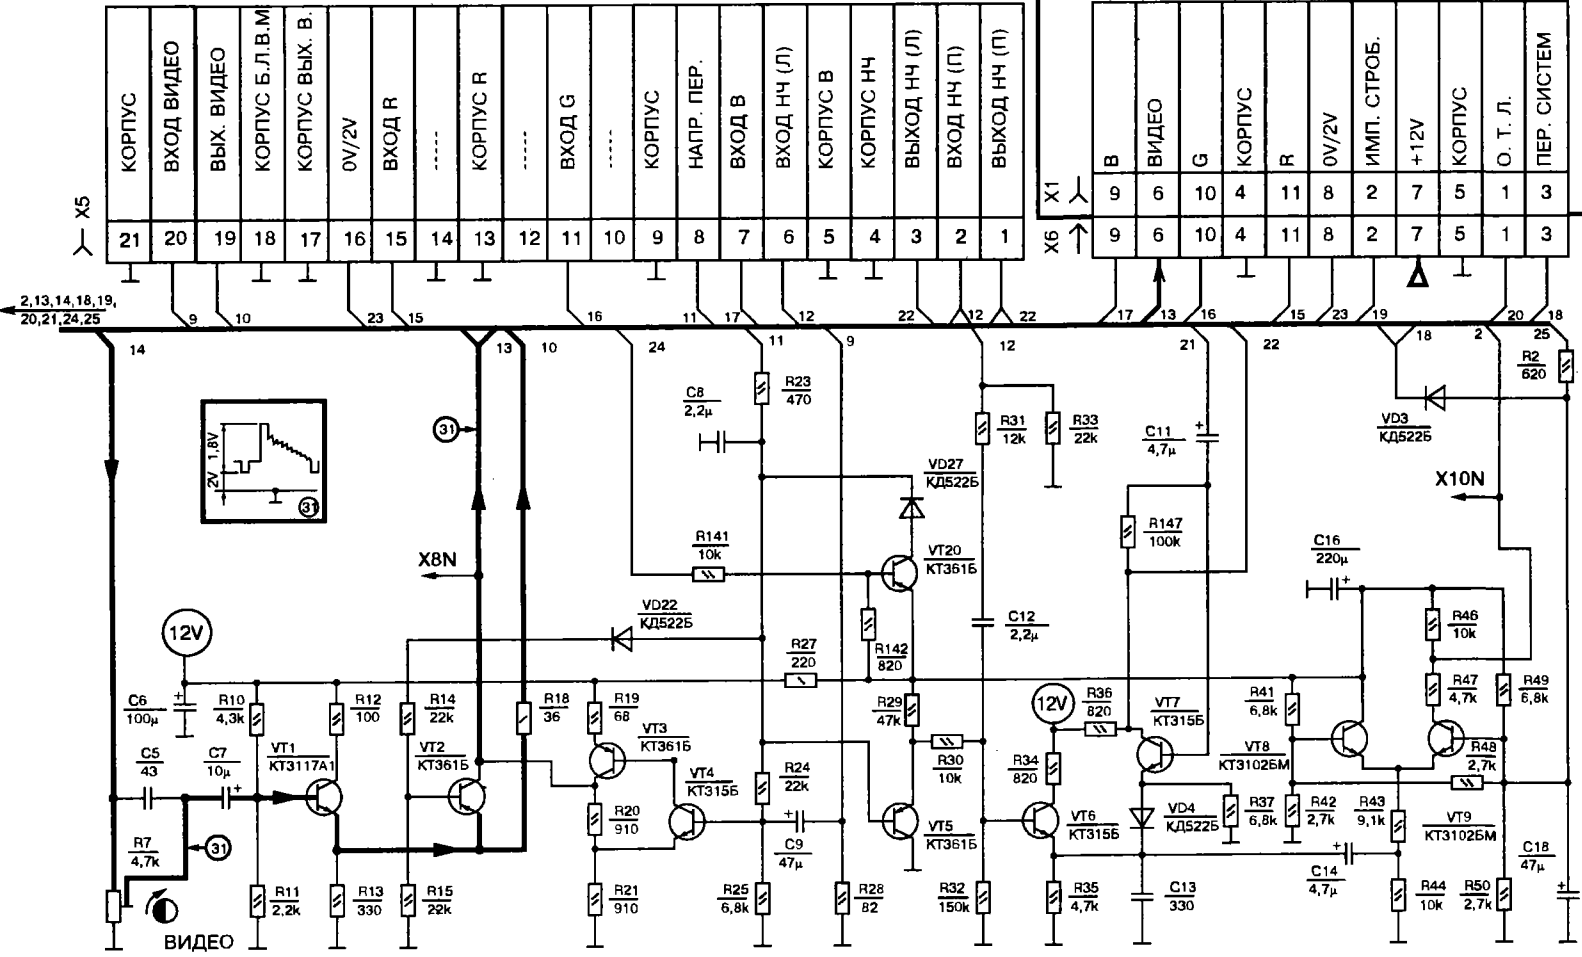 КОРПУС
ВХОД ВИДЕО
ВЫХ. ВИДЕО
КОРПУС Б.Л.В.М
КОРПУС ВЫХ. В.
0V/2V
ВХОД R
-----
КОРПУС R
-----
ВХОД G
-----
КОРПУС
НАПР. ПЕР.
ВХОД В
ВХОД НЧ (Л)
КОРПУС В
КОРПУС НЧ
ВЫХОД НЧ (Л)
ВХОД НЧ (П)
ВЫХОД НЧ (П)
X5
21 20 19 18 17 16 15 14 13 12 11 10 9 8 7 6 5 4 3 2 1
В
ВИДЕО
G
КОРПУС
R
0V/2V
ИМП. СТРОБ.
+12V
КОРПУС
О. Т. Л.
ПЕР. СИСТЕМ
X1
9 6 10 4 11 8 2 7 5 1 3
X6
9 6 10 4 11 8 2 7 5 1 3
2,13,14,18,19,
20,21,24,25
9 10 23 15 16 11 17 12 22 12 22 17 13 16 15 23 19 20 18
14 13 10 24 11 9 12 21 22 18 2 25
R2
620
R23
470
C8
2,2µ
31
1,8V
2V
31
R31
12k
R33
22k
C11
4,7µ
+
VD3
КД522Б
VD27
КД522Б
X10N
R141
10k
VT20
КТ361Б
R147
100k
C16
220µ
+
X8N
12V
VD22
КД522Б
C12
2,2µ
R46
10k
R27
220
R142
820
C6
100µ
+
R10
4,3k
R12
100
R14
22k
R18
36
R19
68
R29
47k
12V
R36
820
VT7
КТ315Б
R41
6,8k
R47
4,7k
R49
6,8k
C5
43
C7
10µ
+
VT1
КТ3117А1
VT2
КТ361Б
VT3
КТ361Б
VT4
КТ315Б
R24
22k
R30
10k
R34
820
VT8
КТ3102БМ
R48
2,7k
R7
4,7k
31
R20
910
C9
47µ
+
VT5
КТ361Б
VT6
КТ315Б
VD4
КД522Б
R37
6,8k
R42
2,7k
R43
9,1k
VT9
КТ3102БМ
C18
47µ
+
R11
2,2k
R13
330
R15
22k
R21
910
R25
6,8k
R28
82
R32
150k
R35
4,7k
C13
330
C14
4,7µ
+
R44
10k
R50
2,7k
ВИДЕО